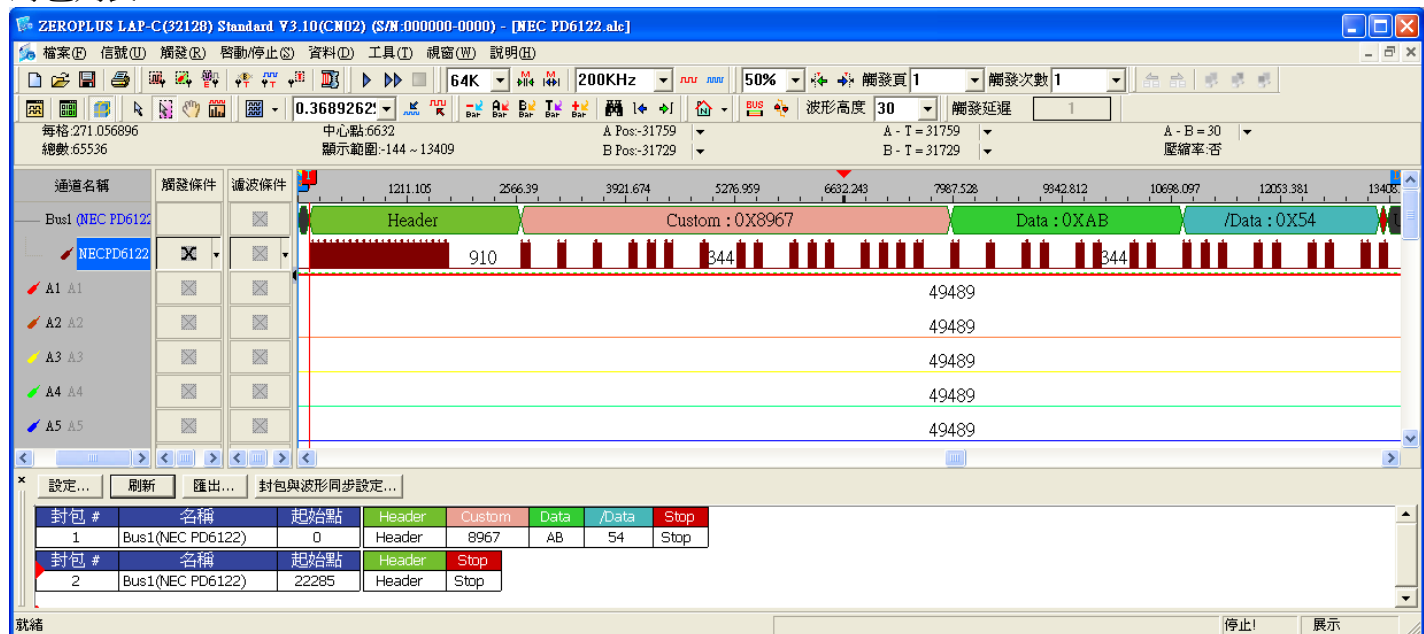 ZEROPLUS LAP-C(32128) Standard V3.10(CN02) (S/N:000000-0000) - [NEC PD6122.alc]
檔案(F) 信號(U) 觸發(R) 啓動/停止(S) 資料(D) 工具(T) 視窗(W) 說明(H)
64K 200KHz 50% 觸發頁 1 觸發次數 1
0.3689262 Bar Bar Bar Bar Bar BUS 波形高度 30 觸發延遲 1
每格:271.056896 中心點:6632 A Pos:-31759 A - T = 31759 A - B = 30
總數:65536 顯示範圍:-144 ~ 13409 B Pos:-31729 B - T = 31729 壓縮率:否
通道名稱 觸發條件 濾波條件 1211.105 2566.39 3921.674 5276.959 6632.243 7987.528 9342.812 10698.097 12053.381 13408.
Bus1 (NEC PD6122 Header Custom : 0X8967 Data : 0XAB /Data : 0X54
NECPD6122 910 344 344
A1 A1 49489
A2 A2 49489
A3 A3 49489
A4 A4 49489
A5 A5 49489
設定... 刷新 匯出... 封包與波形同步設定...
封包 # 名稱 起始點 Header Custom Data /Data Stop
1 Bus1(NEC PD6122) 0 Header 8967 AB 54 Stop
封包 # 名稱 起始點 Header Stop
2 Bus1(NEC PD6122) 22285 Header Stop
就緒 停止! 展示